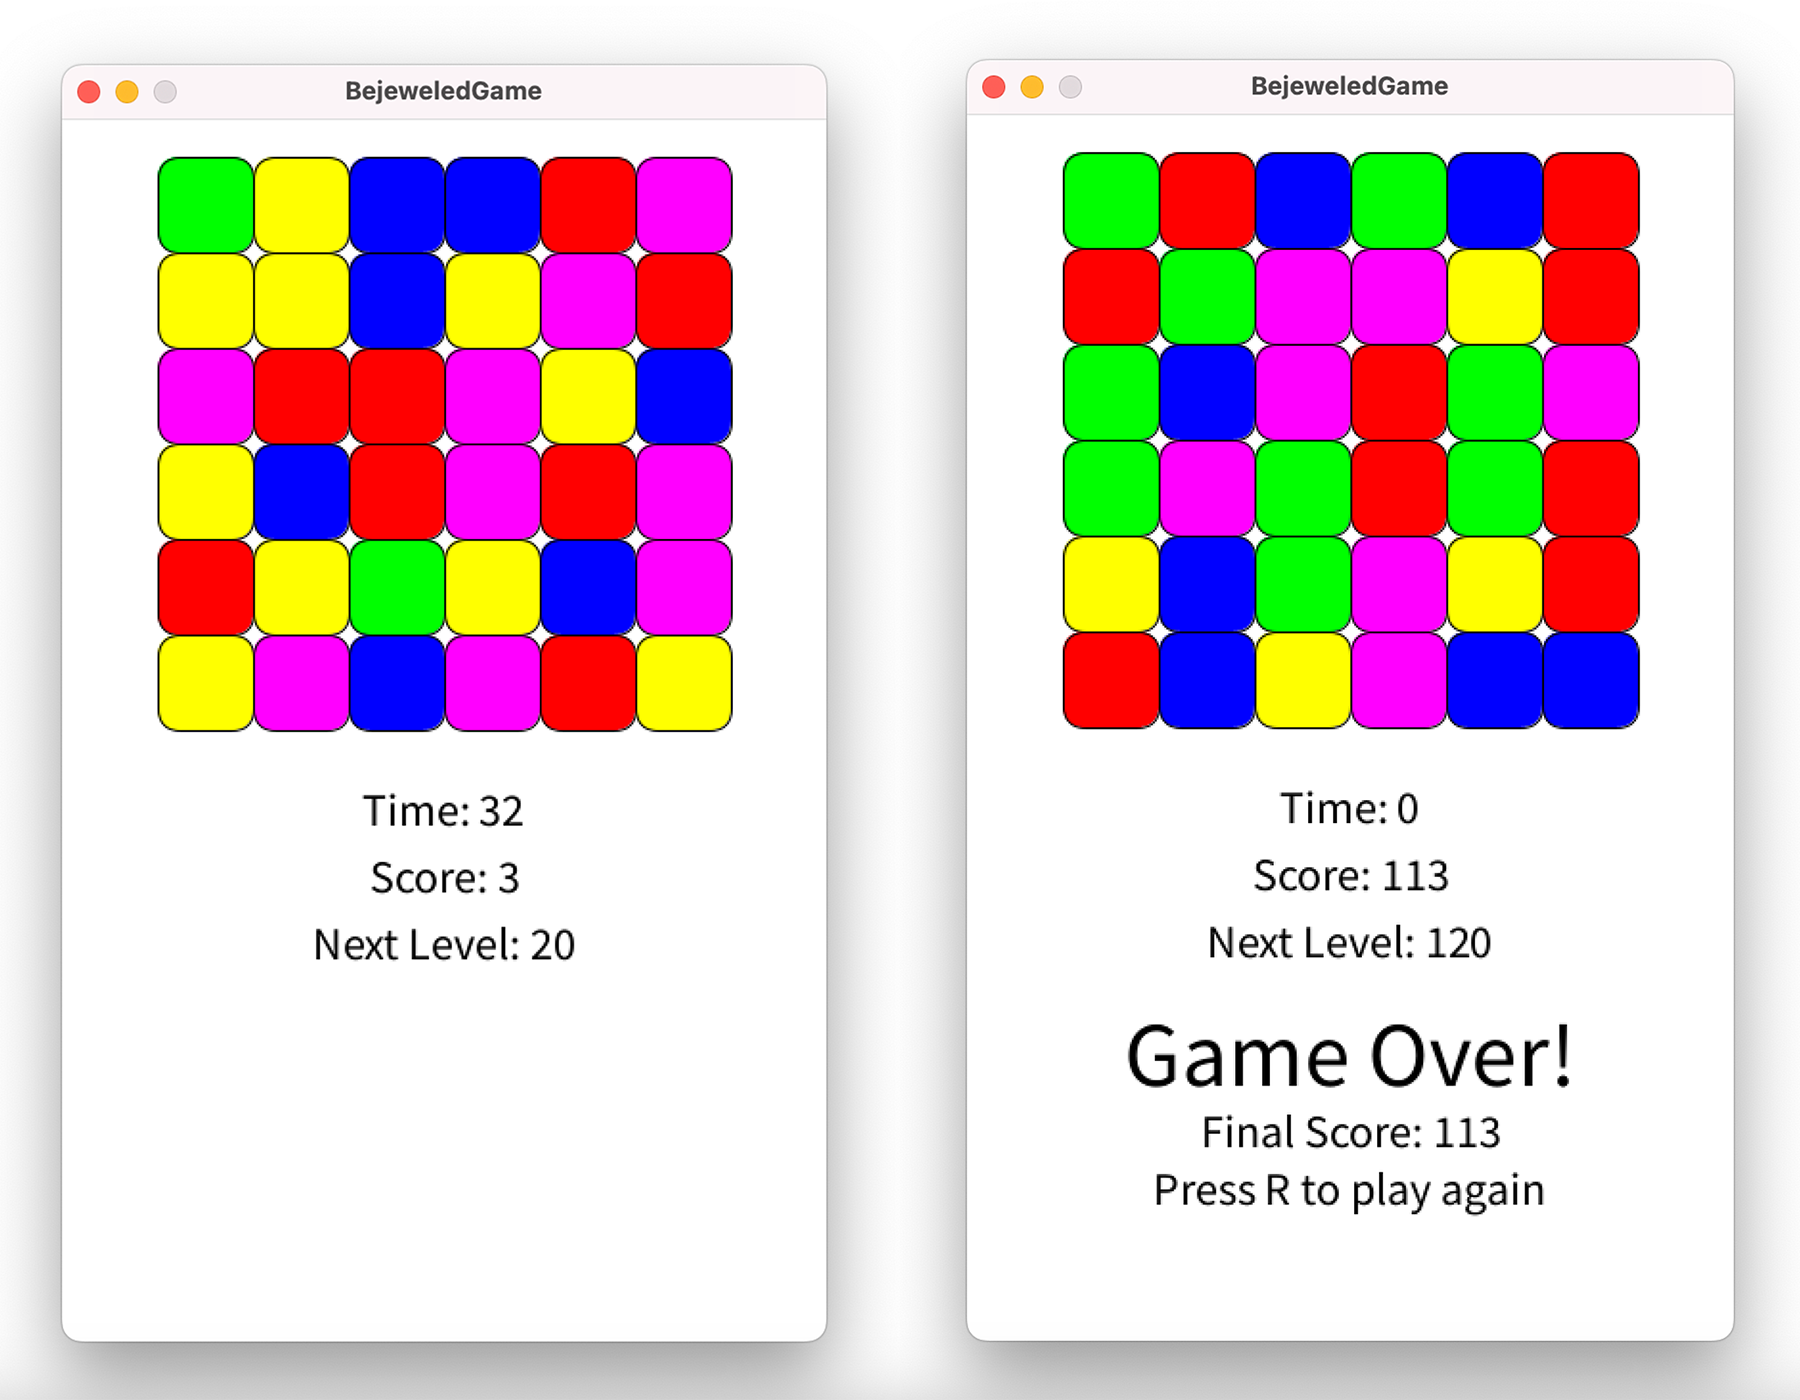 BejeweledGame
Time: 32
Score: 3
Next Level: 20
BejeweledGame
Time: 0
Score: 113
Next Level: 120
Game Over!
Final Score: 113
Press R to play again